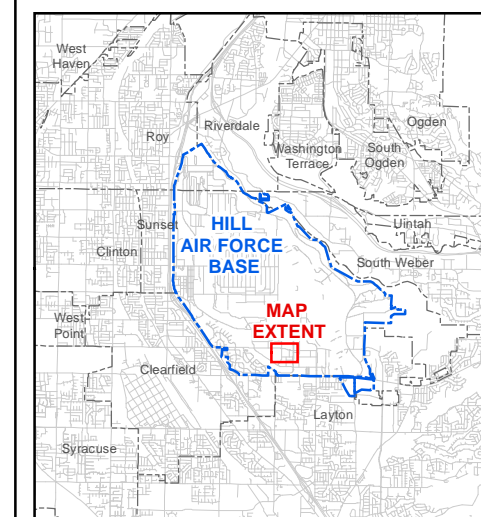 West
Haven
Roy
Riverdale
Ogden
Washington
Terrace
South
Ogden
Sunset
HILL
AIR FORCE
BASE
Uintah
Clinton
South Weber
MAP
EXTENT
West
Point
Clearfield
Layton
Syracuse